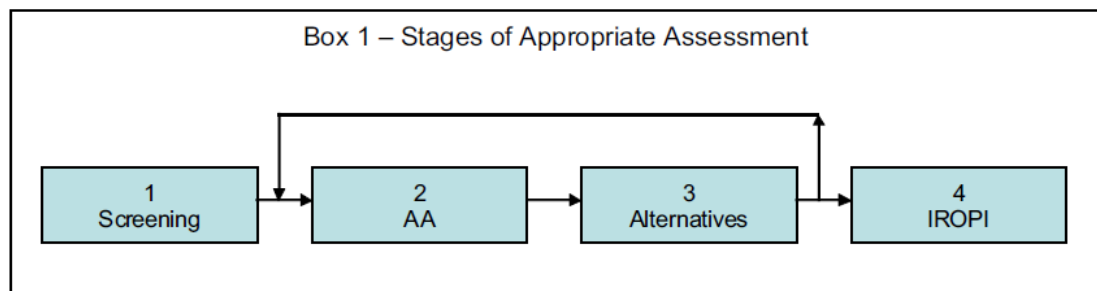 Box 1 – Stages of Appropriate Assessment
1
Screening
2
AA
3
Alternatives
4
IROPI